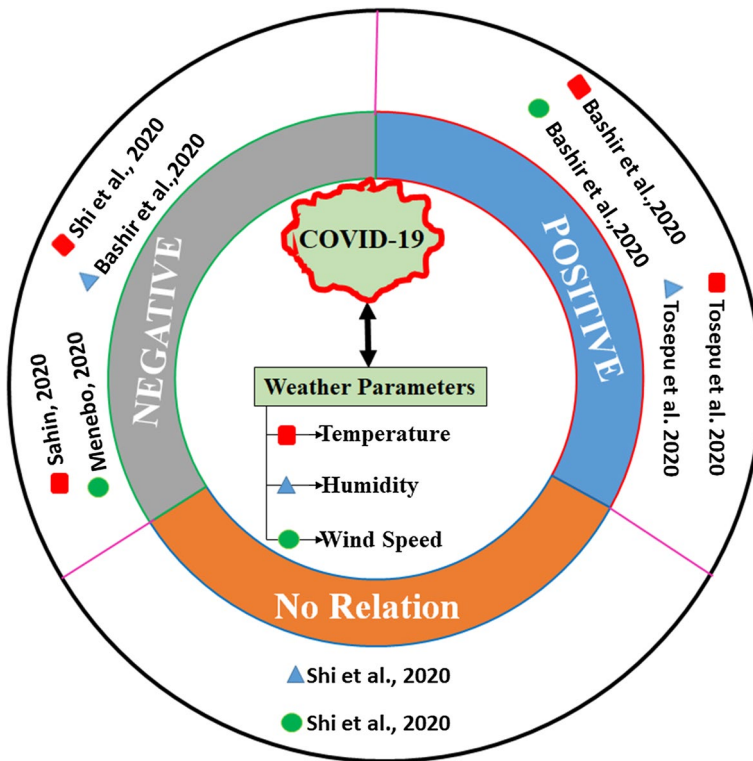 COVID-19
Weather Parameters
Temperature
Humidity
Wind Speed
NEGATIVE
POSITIVE
No Relation
Shi et al., 2020
Bashir et al.,2020
Sahin, 2020
Menebo, 2020
Bashir et al.,2020
Bashir et al.,2020
Tosepu et al. 2020
Tosepu et al. 2020
Shi et al., 2020
Shi et al., 2020